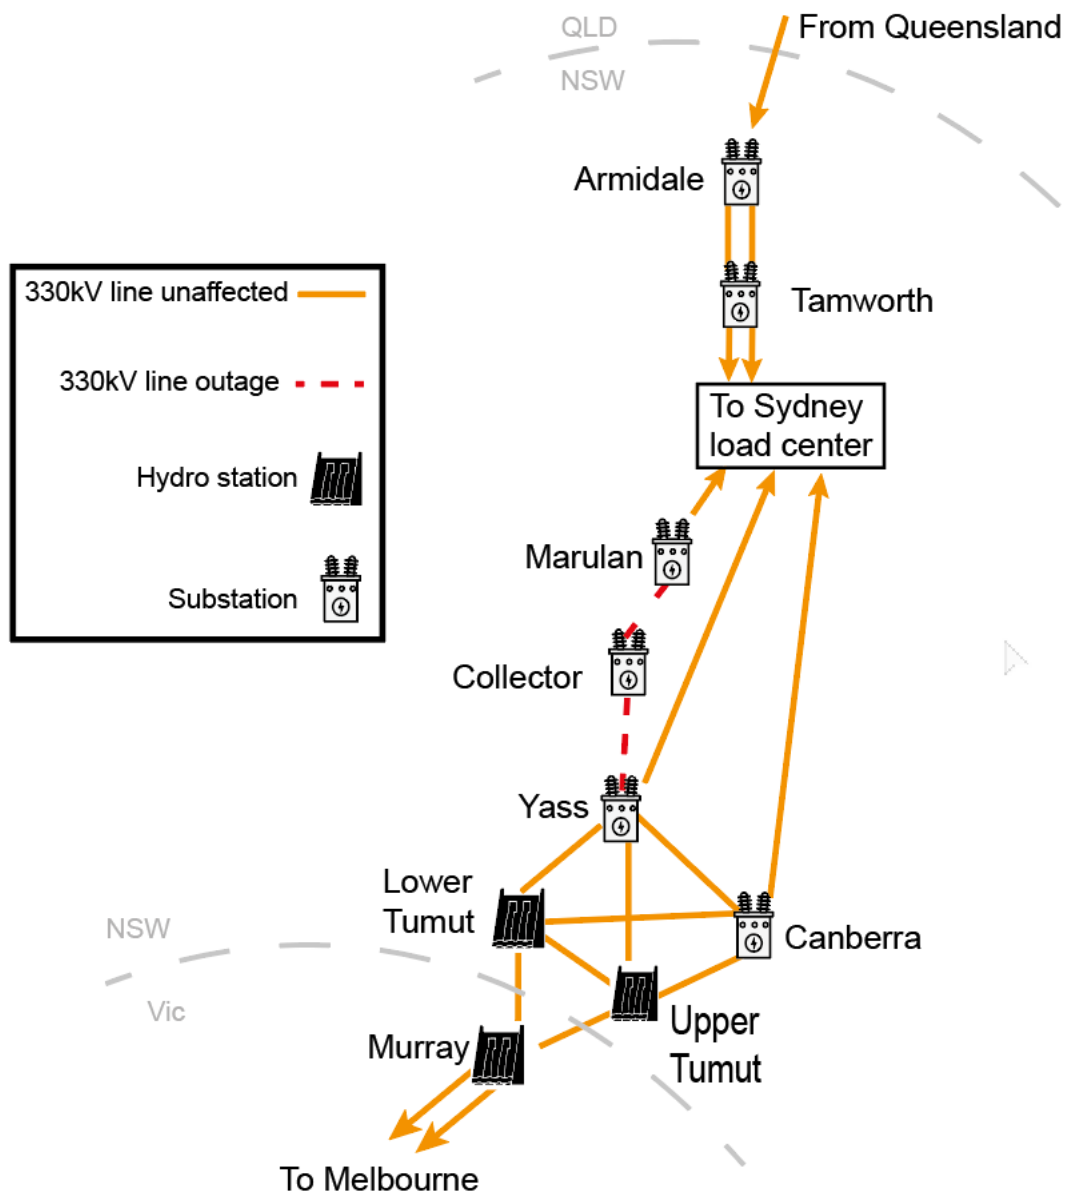 QLD
From Queensland
NSW
Armidale
330kV line unaffected
Tamworth
330kV line outage
To Sydney
load center
Hydro station
Marulan
Substation
Collector
Yass
Lower
Tumut
NSW
Canberra
Vic
Upper
Tumut
Murray
To Melbourne